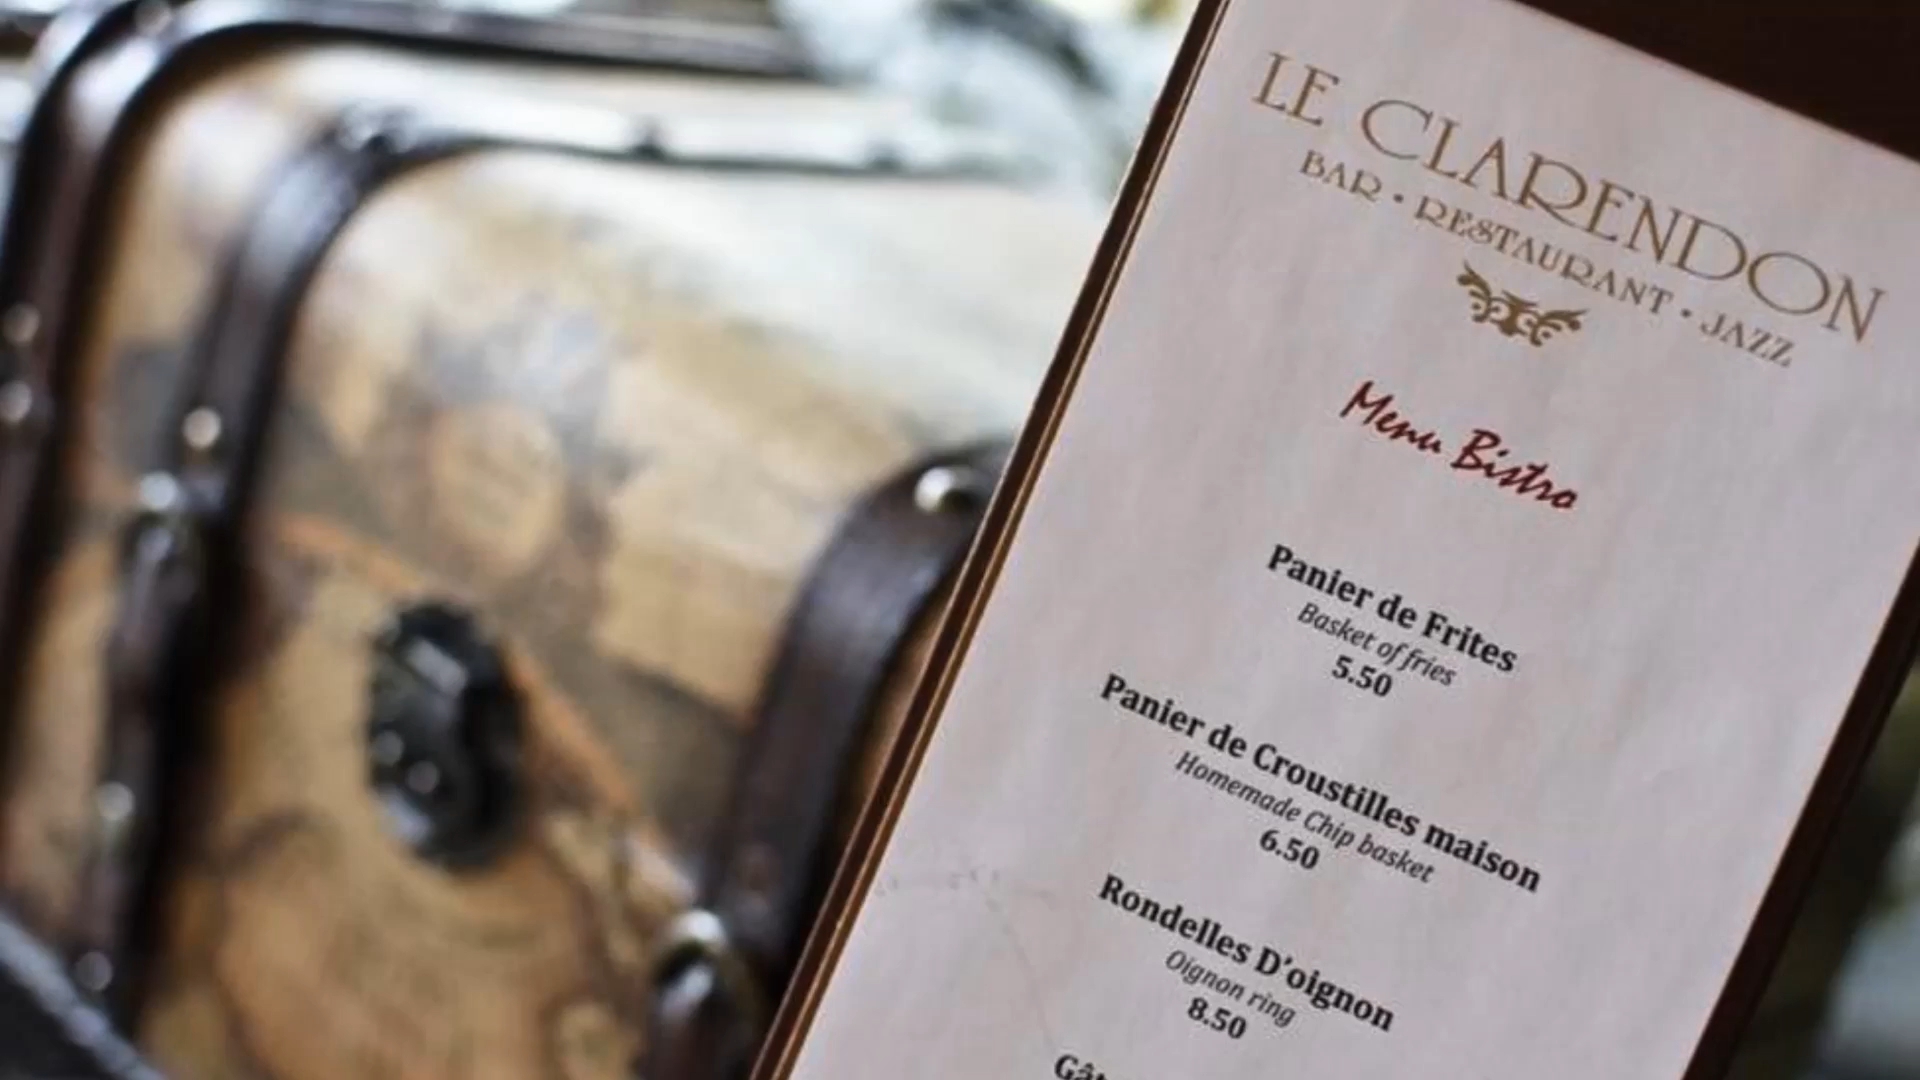 LE CLARENDON
BAR • RESTAURANT • JAZZ
Menu Bistro
Panier de Frites
Basket of fries
5.50
Panier de Croustilles maison
Homemade Chip basket
6.50
Rondelles D'oignon
Oignon ring
8.50